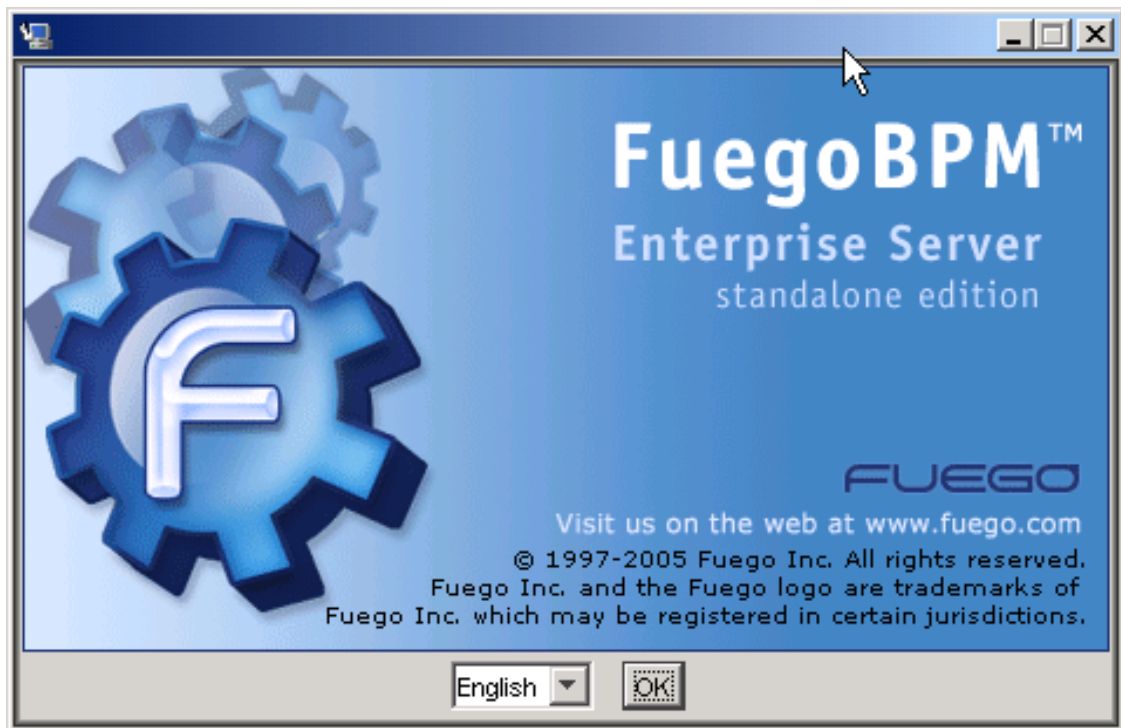 FuegoBPM™
Enterprise Server
standalone edition
F
FUEGO
Visit us on the web at www.fuego.com
© 1997-2005 Fuego Inc. All rights reserved.
Fuego Inc. and the Fuego logo are trademarks of
Fuego Inc. which may be registered in certain jurisdictions.
English
OK